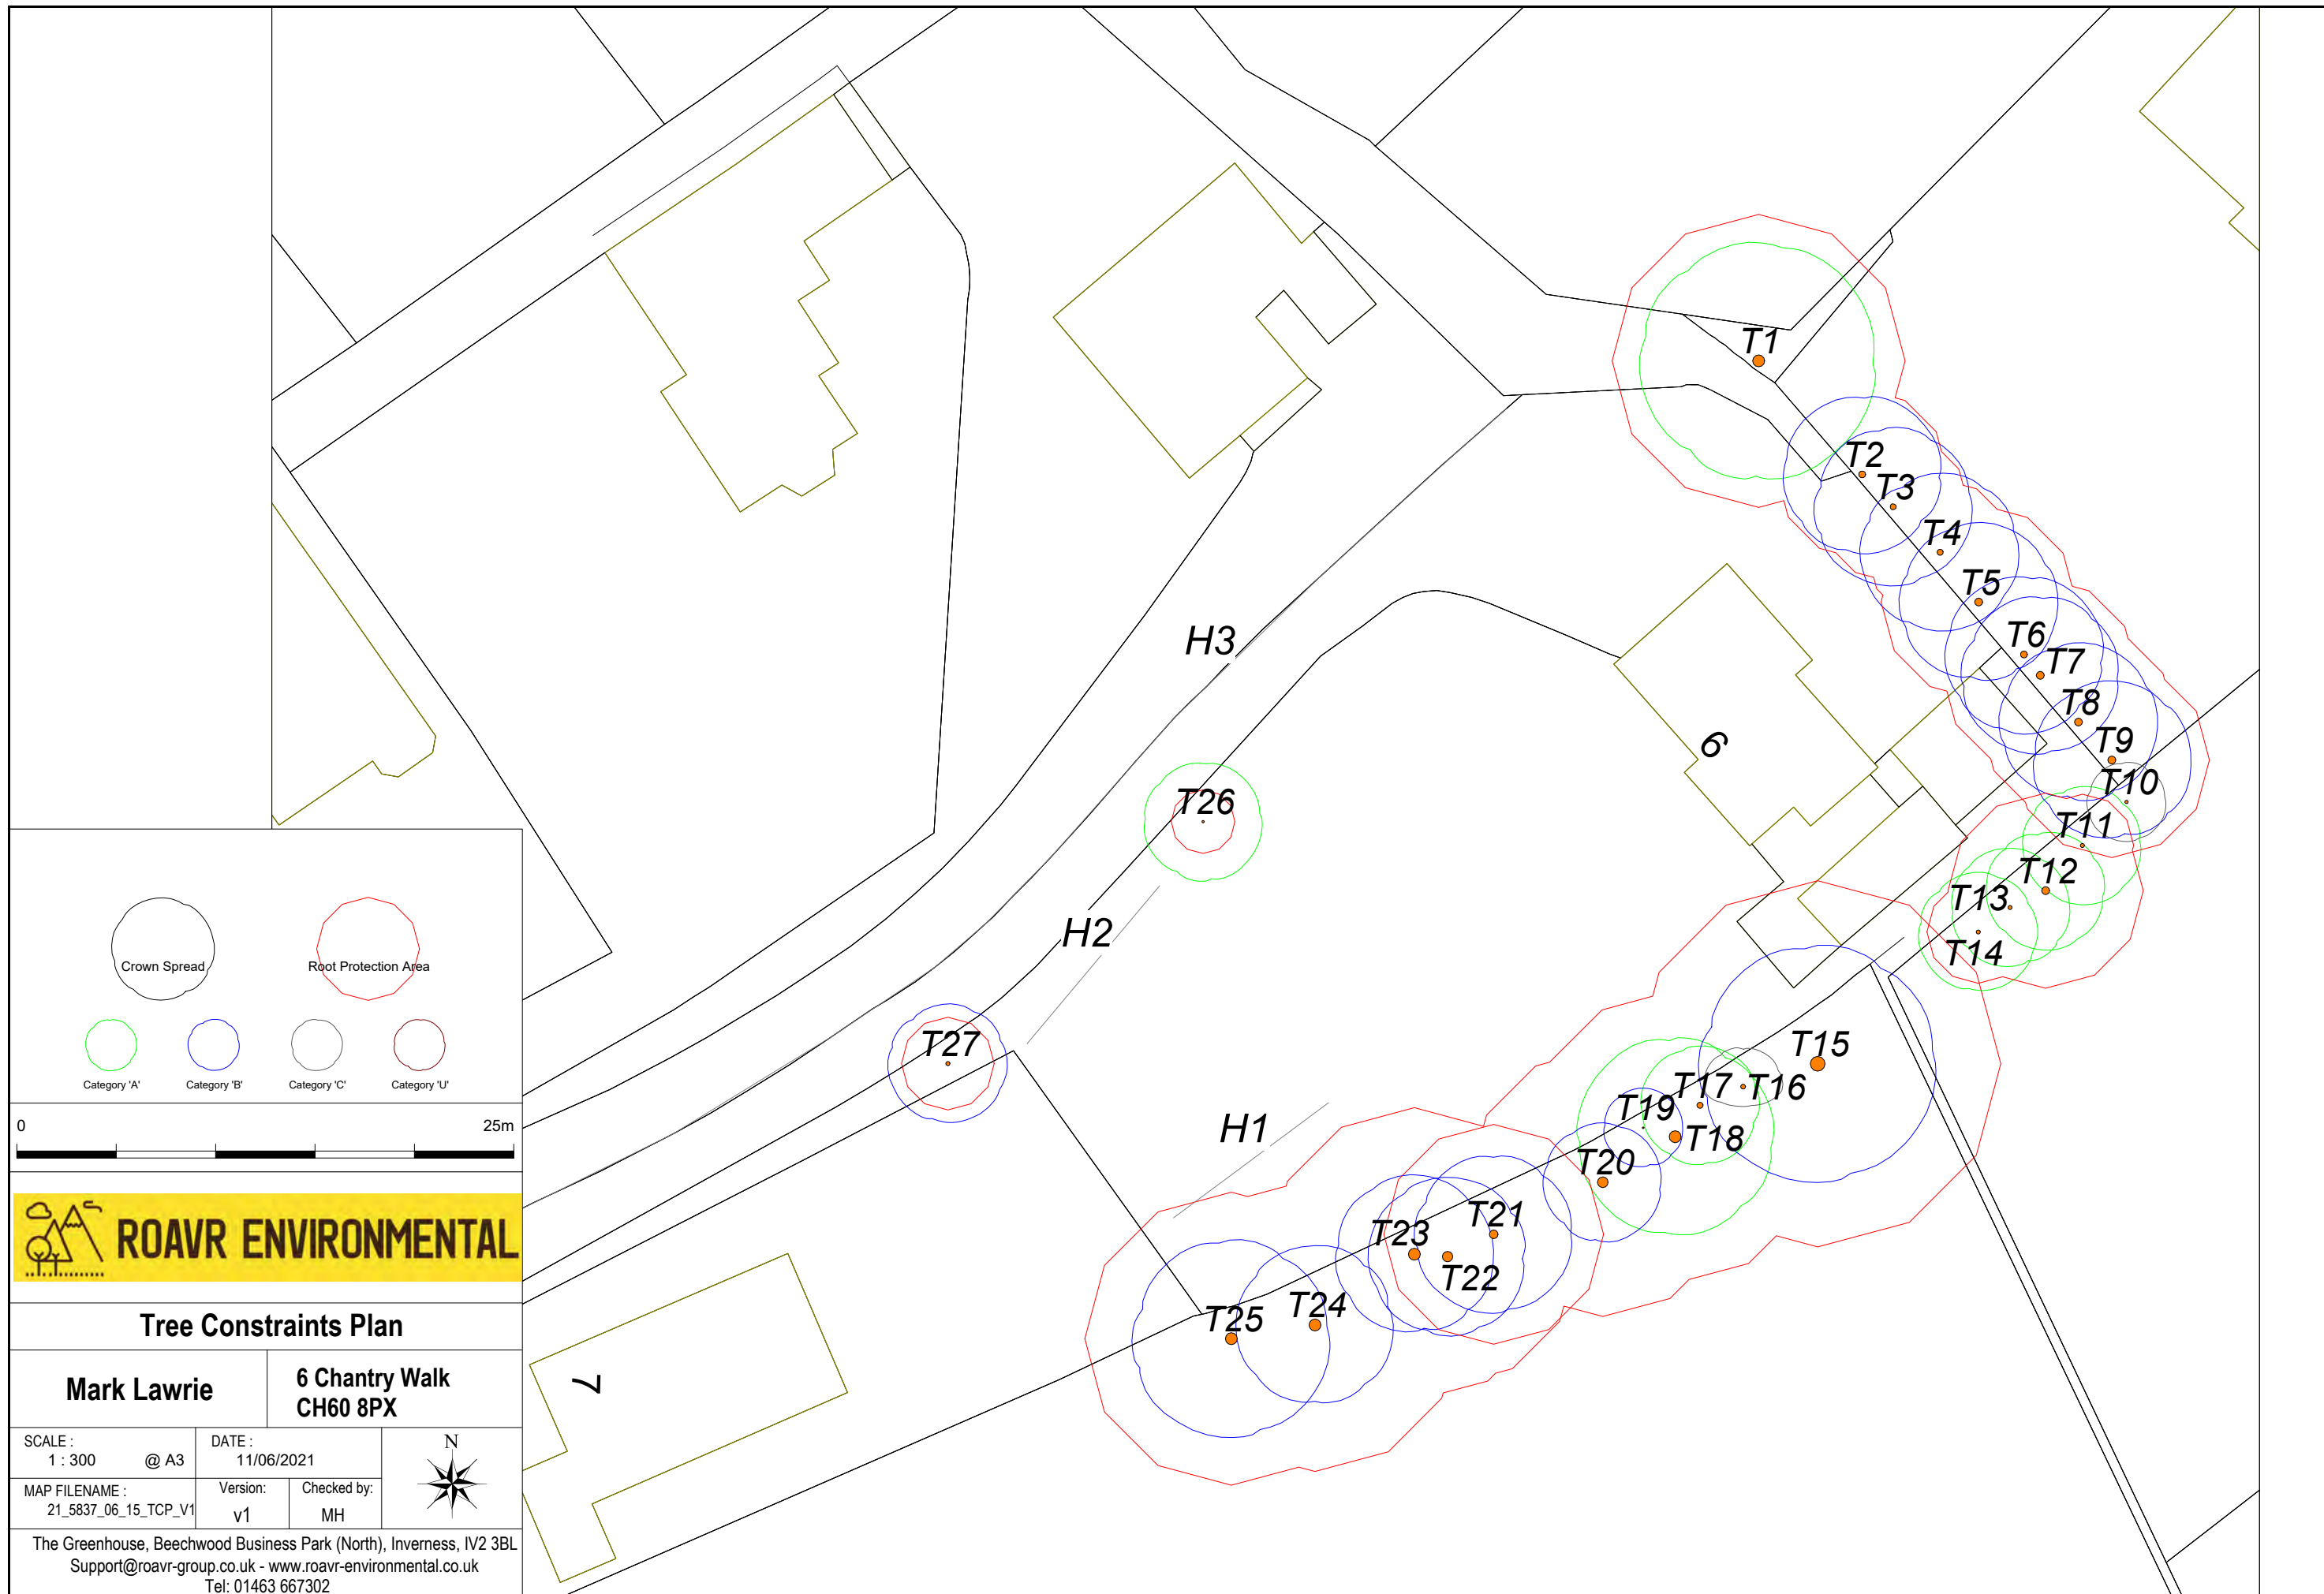 T1
T2
T3
T4
T5
T6
T7
T8
T9
T10
T11
T12
T13
T14
T15
T16
T17
T18
T19
T20
T21
T22
T23
T24
T25
T26
T27
H3
H2
H1
6
7
Crown Spread
Root Protection Area
Category 'A'
Category 'B'
Category 'C'
Category 'U'
0 25m
ROAVR ENVIRONMENTAL
Tree Constraints Plan
Mark Lawrie
6 Chantry Walk
CH60 8PX
SCALE :
1 : 300 @ A3
DATE :
11/06/2021
N
MAP FILENAME :
21_5837_06_15_TCP_V1
Version:
v1
Checked by:
MH
The Greenhouse, Beechwood Business Park (North), Inverness, IV2 3BL
Support@roavr-group.co.uk - www.roavr-environmental.co.uk
Tel: 01463 667302